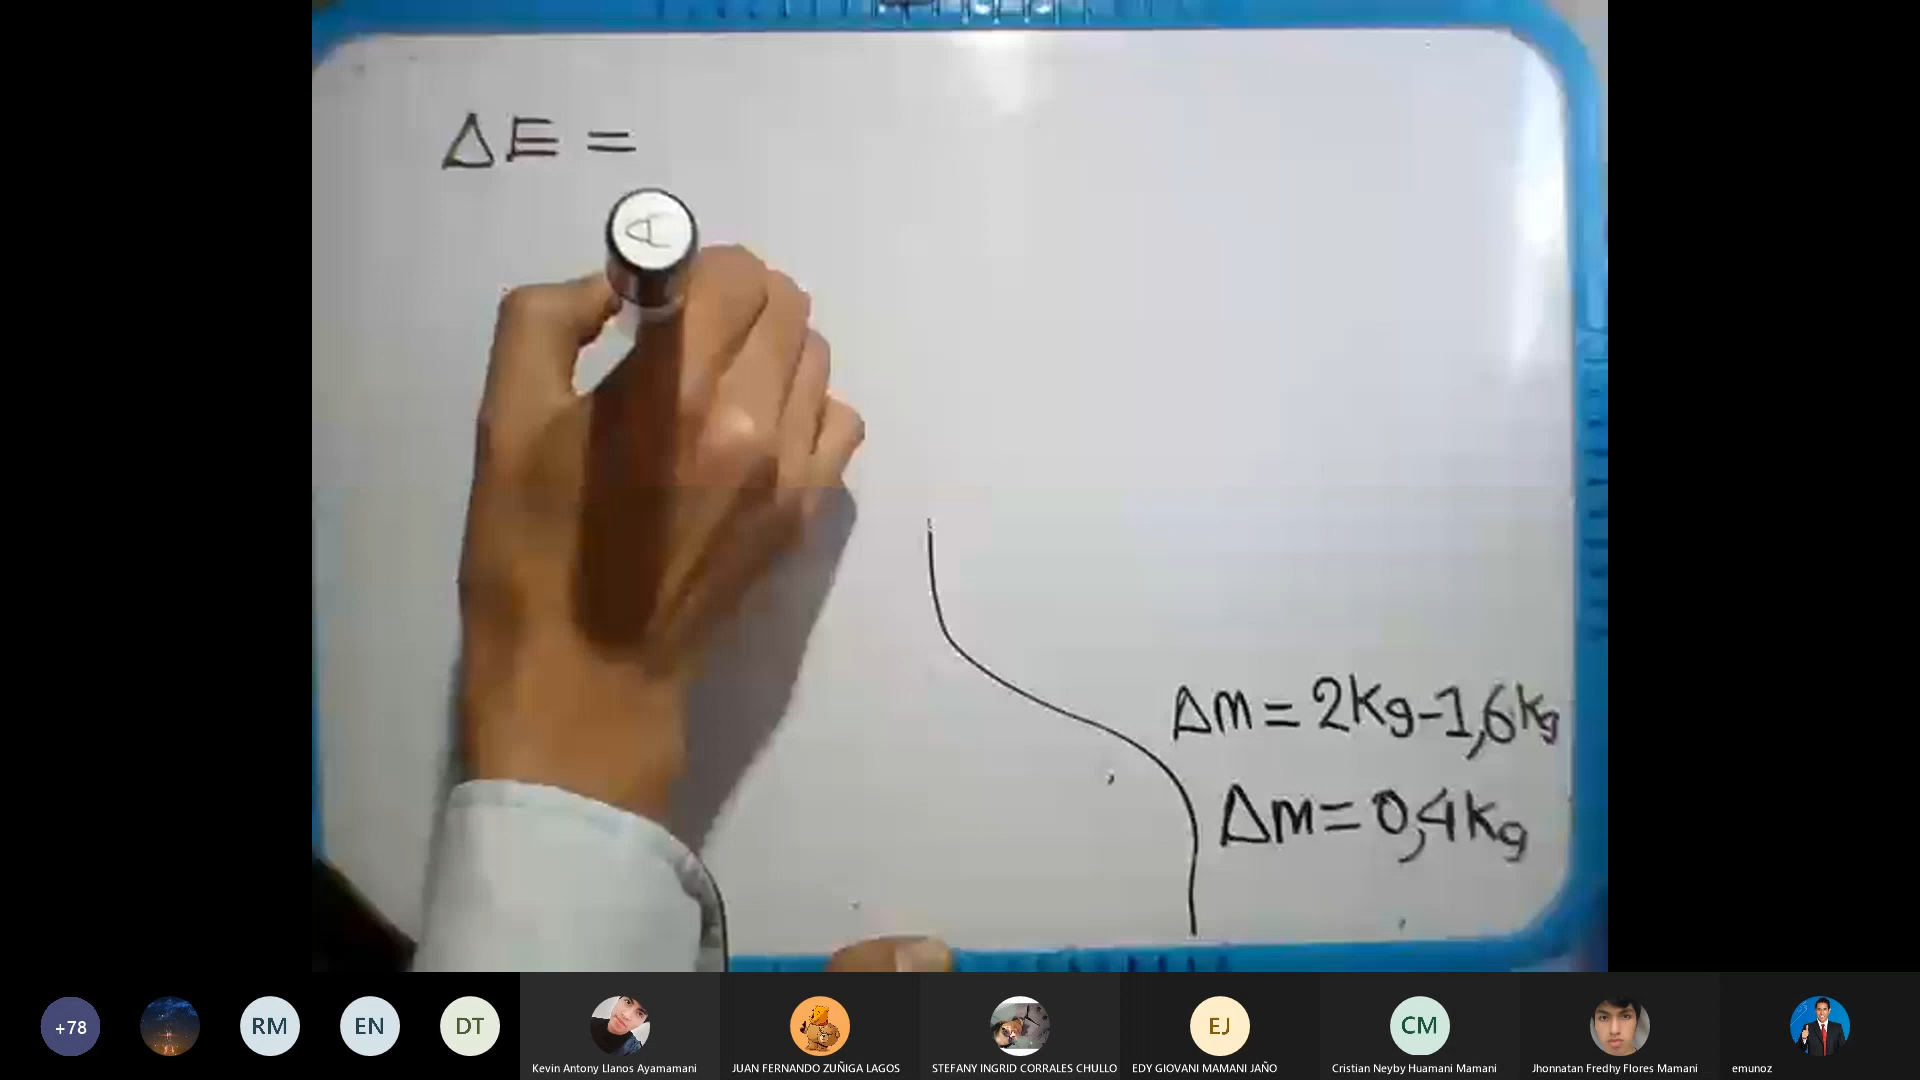 ΔE =
A
Δm = 2Kg-1,6Kg
Δm = 0,4Kg
+78
RM
EN
DT
EJ
CM
Kevin Antony Llanos Ayamamani
JUAN FERNANDO ZUÑIGA LAGOS
STEFANY INGRID CORRALES CHULLO
EDY GIOVANI MAMANI JAÑO
Cristian Neyby Huamani Mamani
Jhonnatan Fredhy Flores Mamani
emunoz